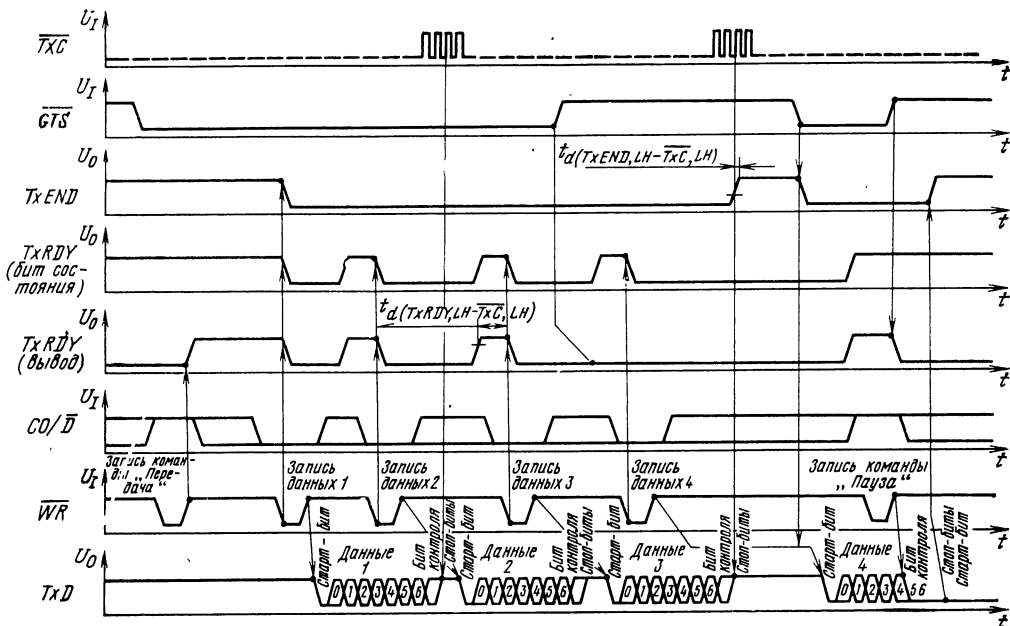 U_I
TXC
t
U_I
GTS
t
U_O
t_d(TxEND,LH-TxC,LH)
TxEND
t
U_O
TxRDY
(бит сос-
тояния)
t
U_O
t_d(TxRDY,LH-TxC,LH)
TxRDY
(вывод)
t
U_I
CO/D
t
U_I
WR
Запись коман-
ды „Пере-
дача“
Запись
данных 1
Запись
данных 2
Запись
данных 3
Запись
данных 4
Запись команды
„Пауза“
t
U_O
TxD
Старт-бит
Данные
1
0 1 2 3 4 5 6
Бит
контроля
Стоп-биты
Старт-бит
Данные
2
0 1 2 3 4 5 6
Бит
контроля
Стоп-биты
Старт-бит
Данные
3
0 1 2 3 4 5 6
Бит
контроля
Стоп-биты
Старт-бит
Данные
4
0 1 2 3 4 5 6
Бит
контроля
Стоп-биты
Старт-бит
t